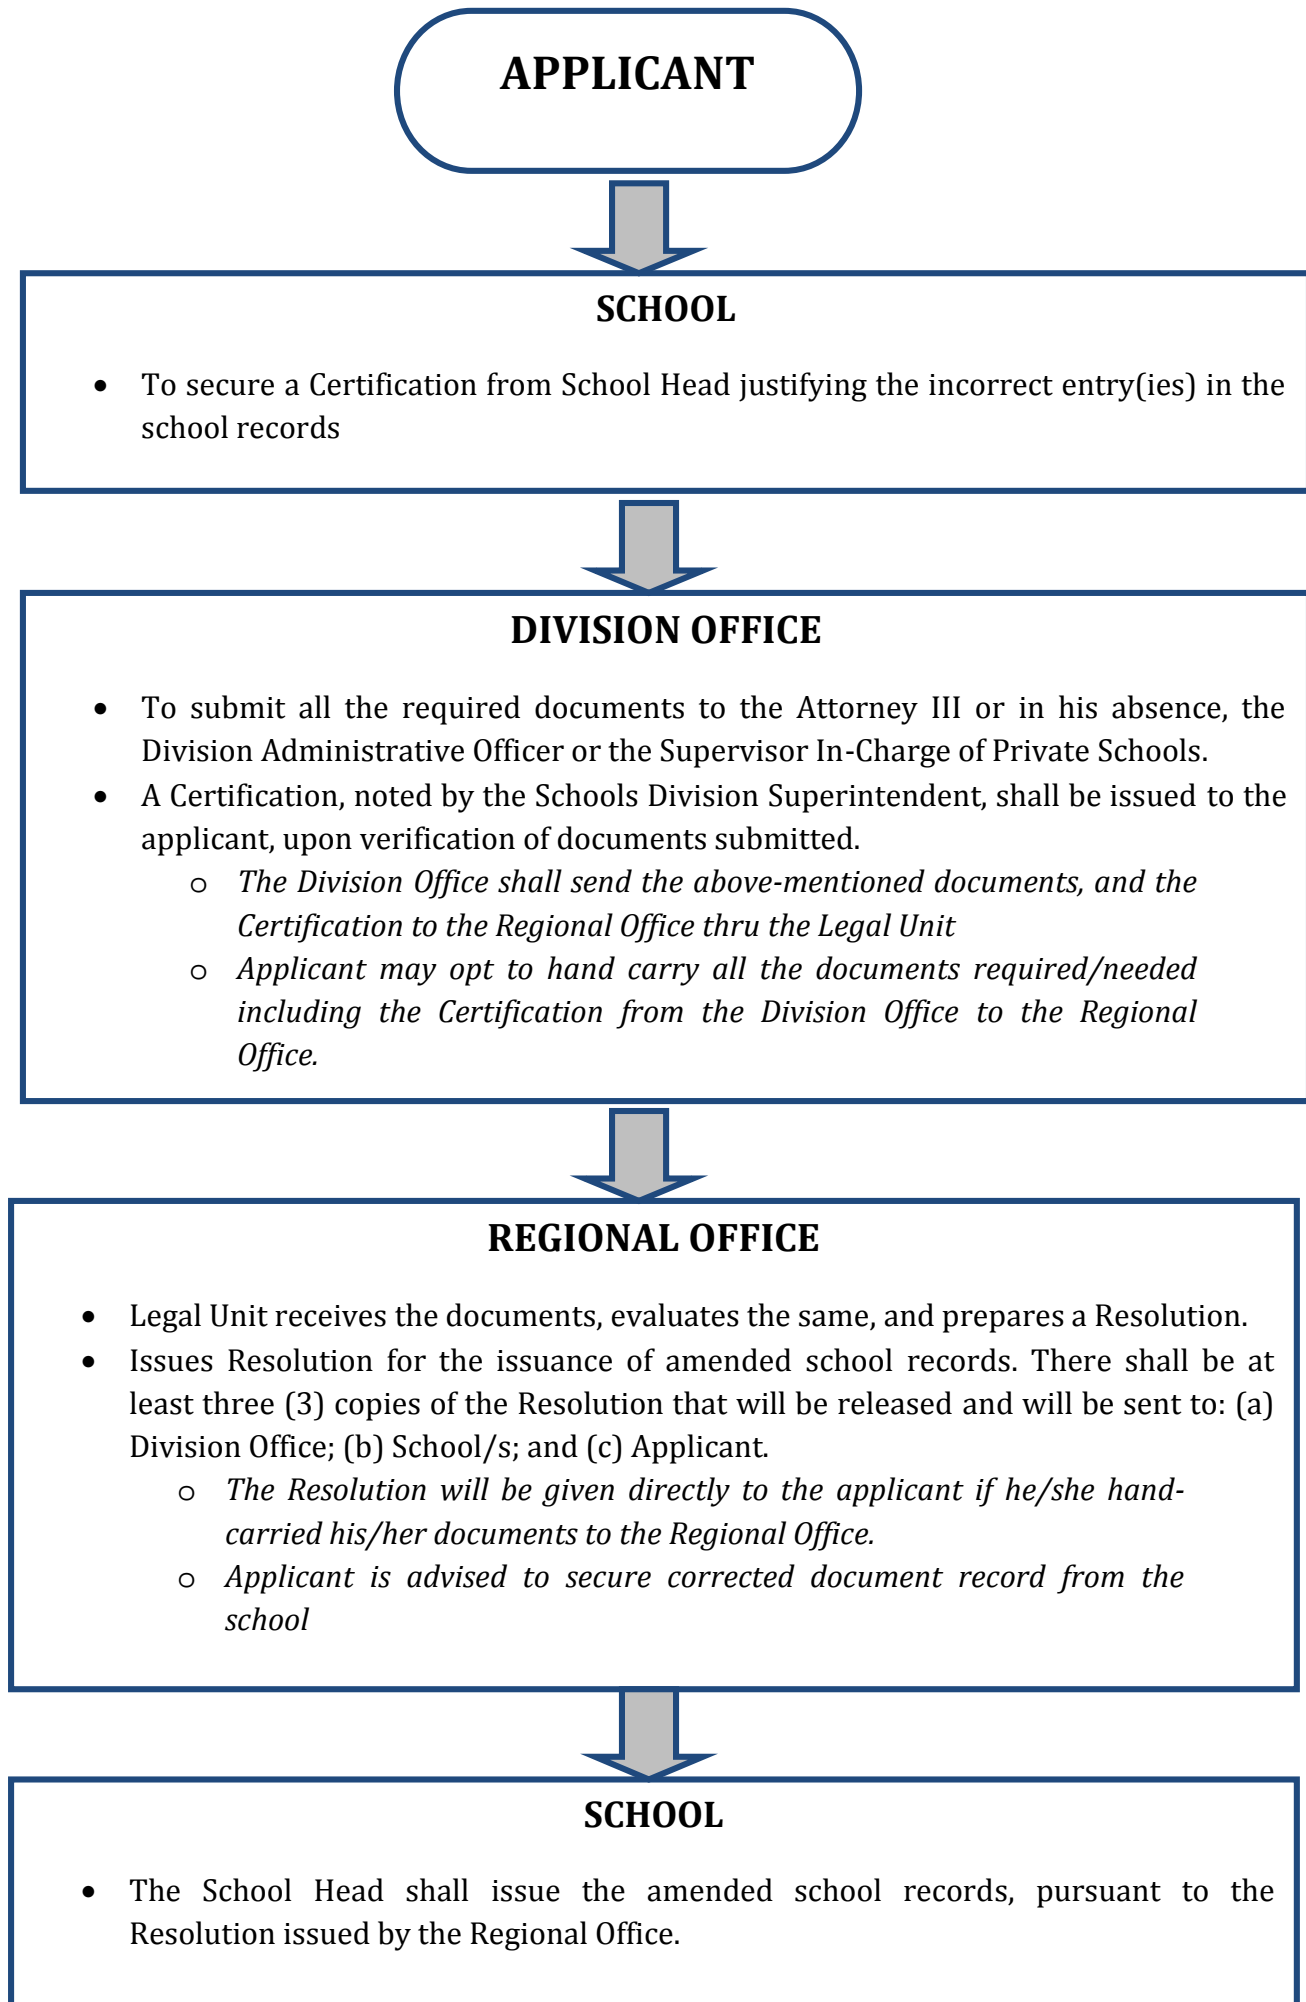 APPLICANT
SCHOOL
• To secure a Certification from School Head justifying the incorrect entry(ies) in the
school records
DIVISION OFFICE
• To submit all the required documents to the Attorney III or in his absence, the
Division Administrative Officer or the Supervisor In-Charge of Private Schools.
• A Certification, noted by the Schools Division Superintendent, shall be issued to the
applicant, upon verification of documents submitted.
o The Division Office shall send the above-mentioned documents, and the
Certification to the Regional Office thru the Legal Unit
o Applicant may opt to hand carry all the documents required/needed
including the Certification from the Division Office to the Regional
Office.
REGIONAL OFFICE
• Legal Unit receives the documents, evaluates the same, and prepares a Resolution.
• Issues Resolution for the issuance of amended school records. There shall be at
least three (3) copies of the Resolution that will be released and will be sent to: (a)
Division Office; (b) School/s; and (c) Applicant.
o The Resolution will be given directly to the applicant if he/she hand-
carried his/her documents to the Regional Office.
o Applicant is advised to secure corrected document record from the
school
SCHOOL
• The School Head shall issue the amended school records, pursuant to the
Resolution issued by the Regional Office.